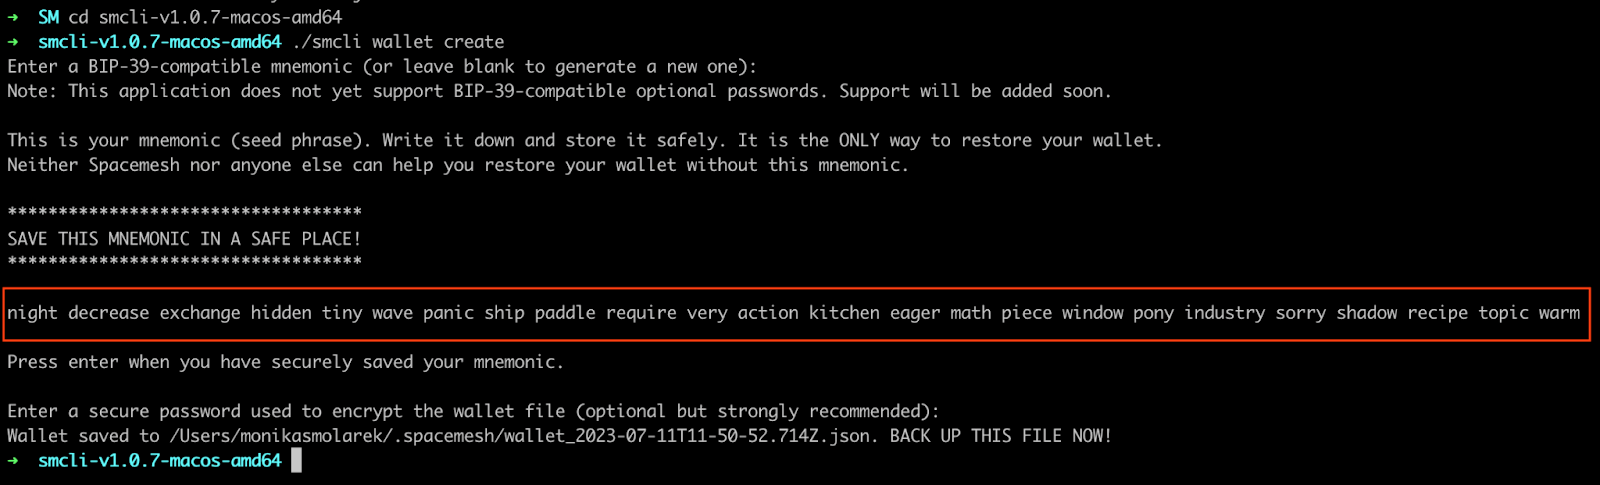 → SM cd smcli-v1.0.7-macos-amd64
→ smcli-v1.0.7-macos-amd64 ./smcli wallet create
Enter a BIP-39-compatible mnemonic (or leave blank to generate a new one):
Note: This application does not yet support BIP-39-compatible optional passwords. Support will be added soon.
This is your mnemonic (seed phrase). Write it down and store it safely. It is the ONLY way to restore your wallet.
Neither Spacemesh nor anyone else can help you restore your wallet without this mnemonic.
***********************************
SAVE THIS MNEMONIC IN A SAFE PLACE!
***********************************
night decrease exchange hidden tiny wave panic ship paddle require very action kitchen eager math piece window pony industry sorry shadow recipe topic warm
Press enter when you have securely saved your mnemonic.
Enter a secure password used to encrypt the wallet file (optional but strongly recommended):
Wallet saved to /Users/monikasmolarek/.spacemesh/wallet_2023-07-11T11-50-52.714Z.json. BACK UP THIS FILE NOW!
→ smcli-v1.0.7-macos-amd64